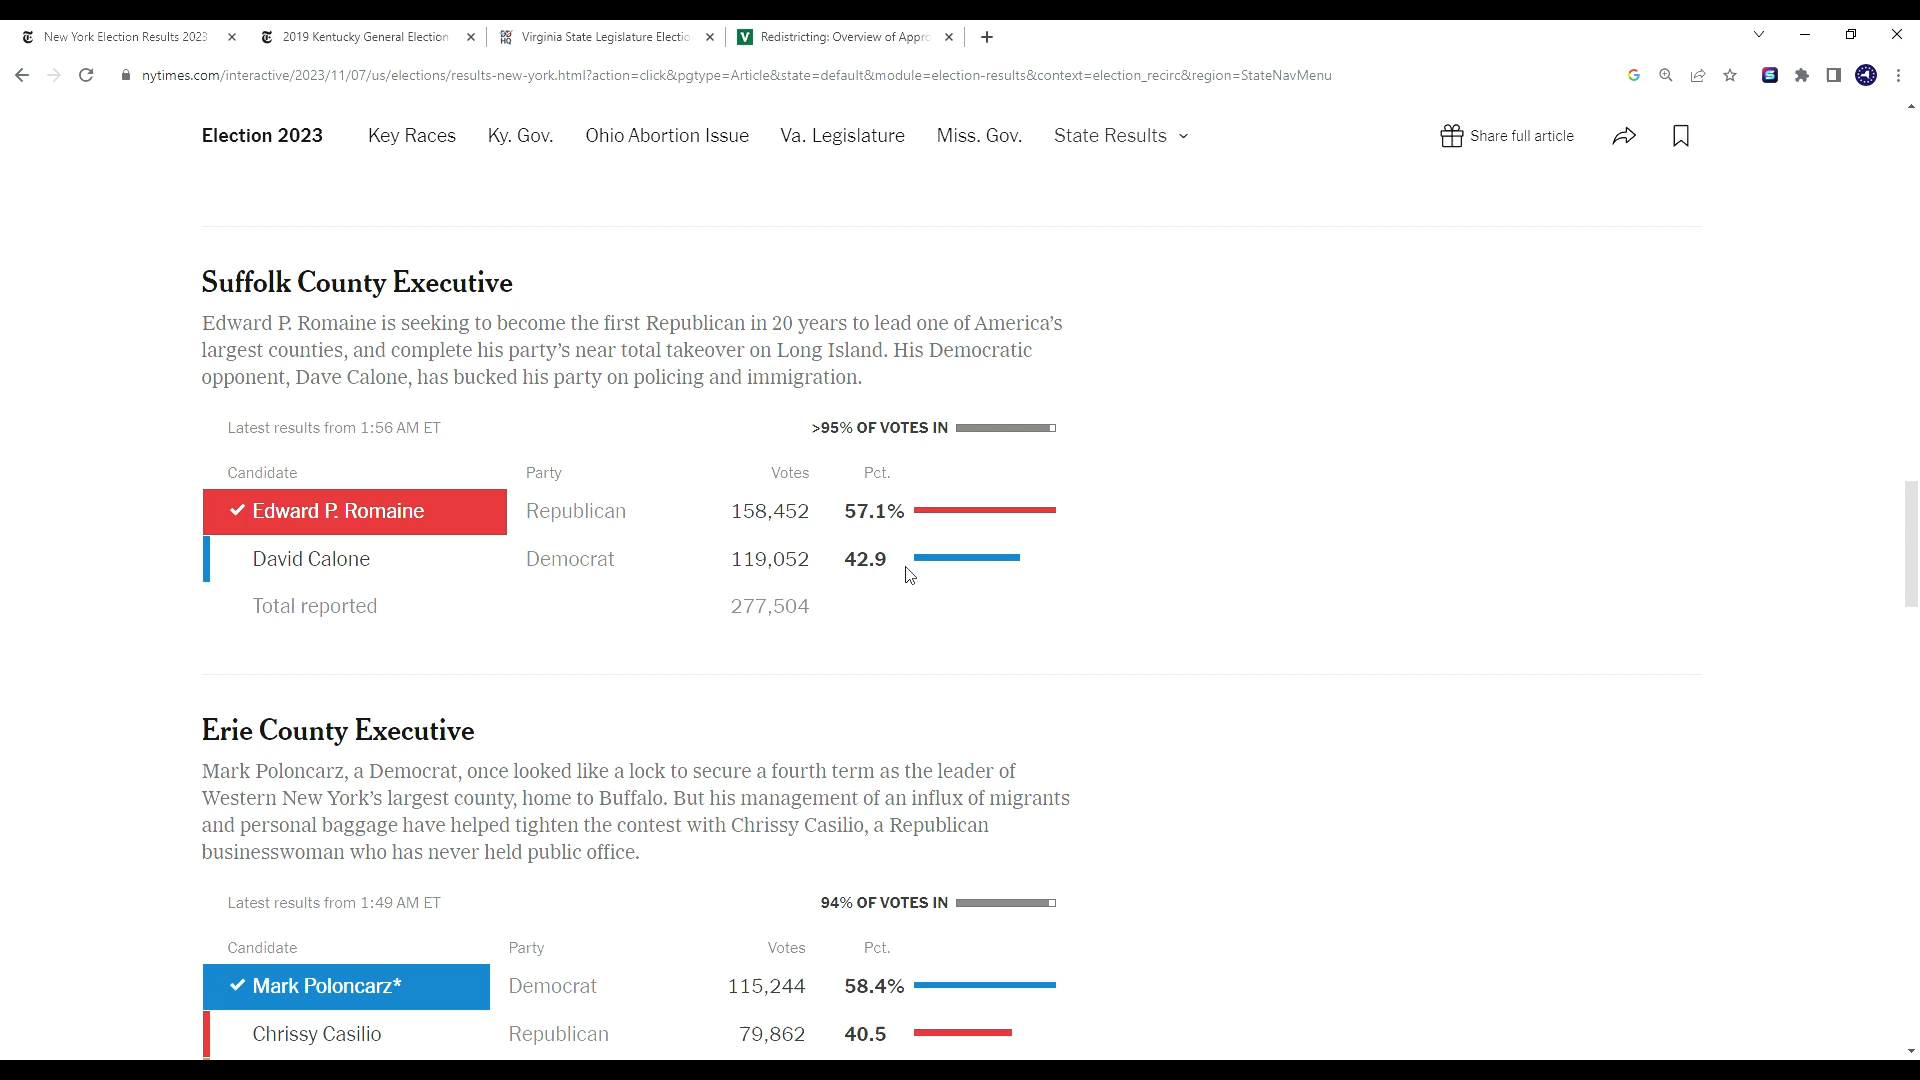 New York Election Results 2023
2019 Kentucky General Election
Virginia State Legislature Electio
Redistricting: Overview of Appro
nytimes.com/interactive/2023/11/07/us/elections/results-new-york.html?action=click&pgtype=Article&state=default&module=election-results&context=election_recirc&region=StateNavMenu
Election 2023 Key Races Ky. Gov. Ohio Abortion Issue Va. Legislature Miss. Gov. State Results Share full article
Suffolk County Executive
Edward P. Romaine is seeking to become the first Republican in 20 years to lead one of America’s
largest counties, and complete his party’s near total takeover on Long Island. His Democratic
opponent, Dave Calone, has bucked his party on policing and immigration.
Latest results from 1:56 AM ET >95% OF VOTES IN
Candidate Party Votes Pct.
Edward P. Romaine Republican 158,452 57.1%
David Calone Democrat 119,052 42.9
Total reported 277,504
Erie County Executive
Mark Poloncarz, a Democrat, once looked like a lock to secure a fourth term as the leader of
Western New York’s largest county, home to Buffalo. But his management of an influx of migrants
and personal baggage have helped tighten the contest with Chrissy Casilio, a Republican
businesswoman who has never held public office.
Latest results from 1:49 AM ET 94% OF VOTES IN
Candidate Party Votes Pct.
Mark Poloncarz* Democrat 115,244 58.4%
Chrissy Casilio Republican 79,862 40.5